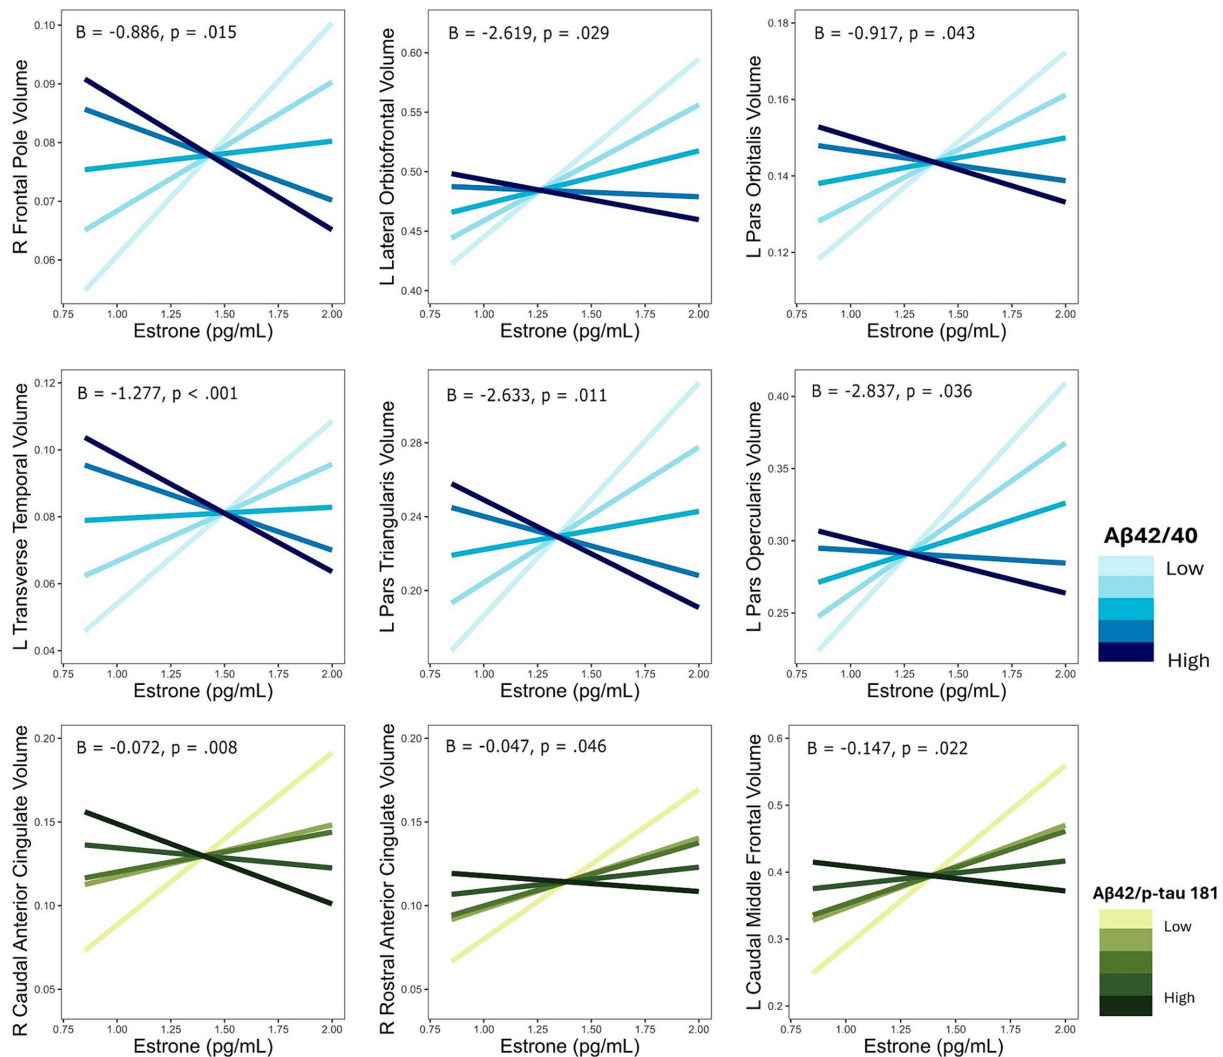 B = -0.886, p = .015
R Frontal Pole Volume
0.10
0.09
0.08
0.07
0.06
0.75 1.00 1.25 1.50 1.75 2.00
Estrone (pg/mL)
B = -2.619, p = .029
L Lateral Orbitofrontal Volume
0.60
0.55
0.50
0.45
0.40
0.75 1.00 1.25 1.50 1.75 2.00
Estrone (pg/mL)
B = -0.917, p = .043
L Pars Orbitalis Volume
0.18
0.16
0.14
0.12
0.75 1.00 1.25 1.50 1.75 2.00
Estrone (pg/mL)
B = -1.277, p < .001
L Transverse Temporal Volume
0.12
0.10
0.08
0.06
0.04
0.75 1.00 1.25 1.50 1.75 2.00
Estrone (pg/mL)
B = -2.633, p = .011
L Pars Triangularis Volume
0.28
0.24
0.20
0.75 1.00 1.25 1.50 1.75 2.00
Estrone (pg/mL)
B = -2.837, p = .036
L Pars Opercularis Volume
0.40
0.35
0.30
0.25
0.75 1.00 1.25 1.50 1.75 2.00
Estrone (pg/mL)
Aβ42/40
Low
High
B = -0.072, p = .008
R Caudal Anterior Cingulate Volume
0.20
0.15
0.10
0.05
0.75 1.00 1.25 1.50 1.75 2.00
Estrone (pg/mL)
B = -0.047, p = .046
R Rostral Anterior Cingulate Volume
0.20
0.15
0.10
0.05
0.75 1.00 1.25 1.50 1.75 2.00
Estrone (pg/mL)
B = -0.147, p = .022
L Caudal Middle Frontal Volume
0.6
0.5
0.4
0.3
0.2
0.75 1.00 1.25 1.50 1.75 2.00
Estrone (pg/mL)
Aβ42/p-tau 181
Low
High